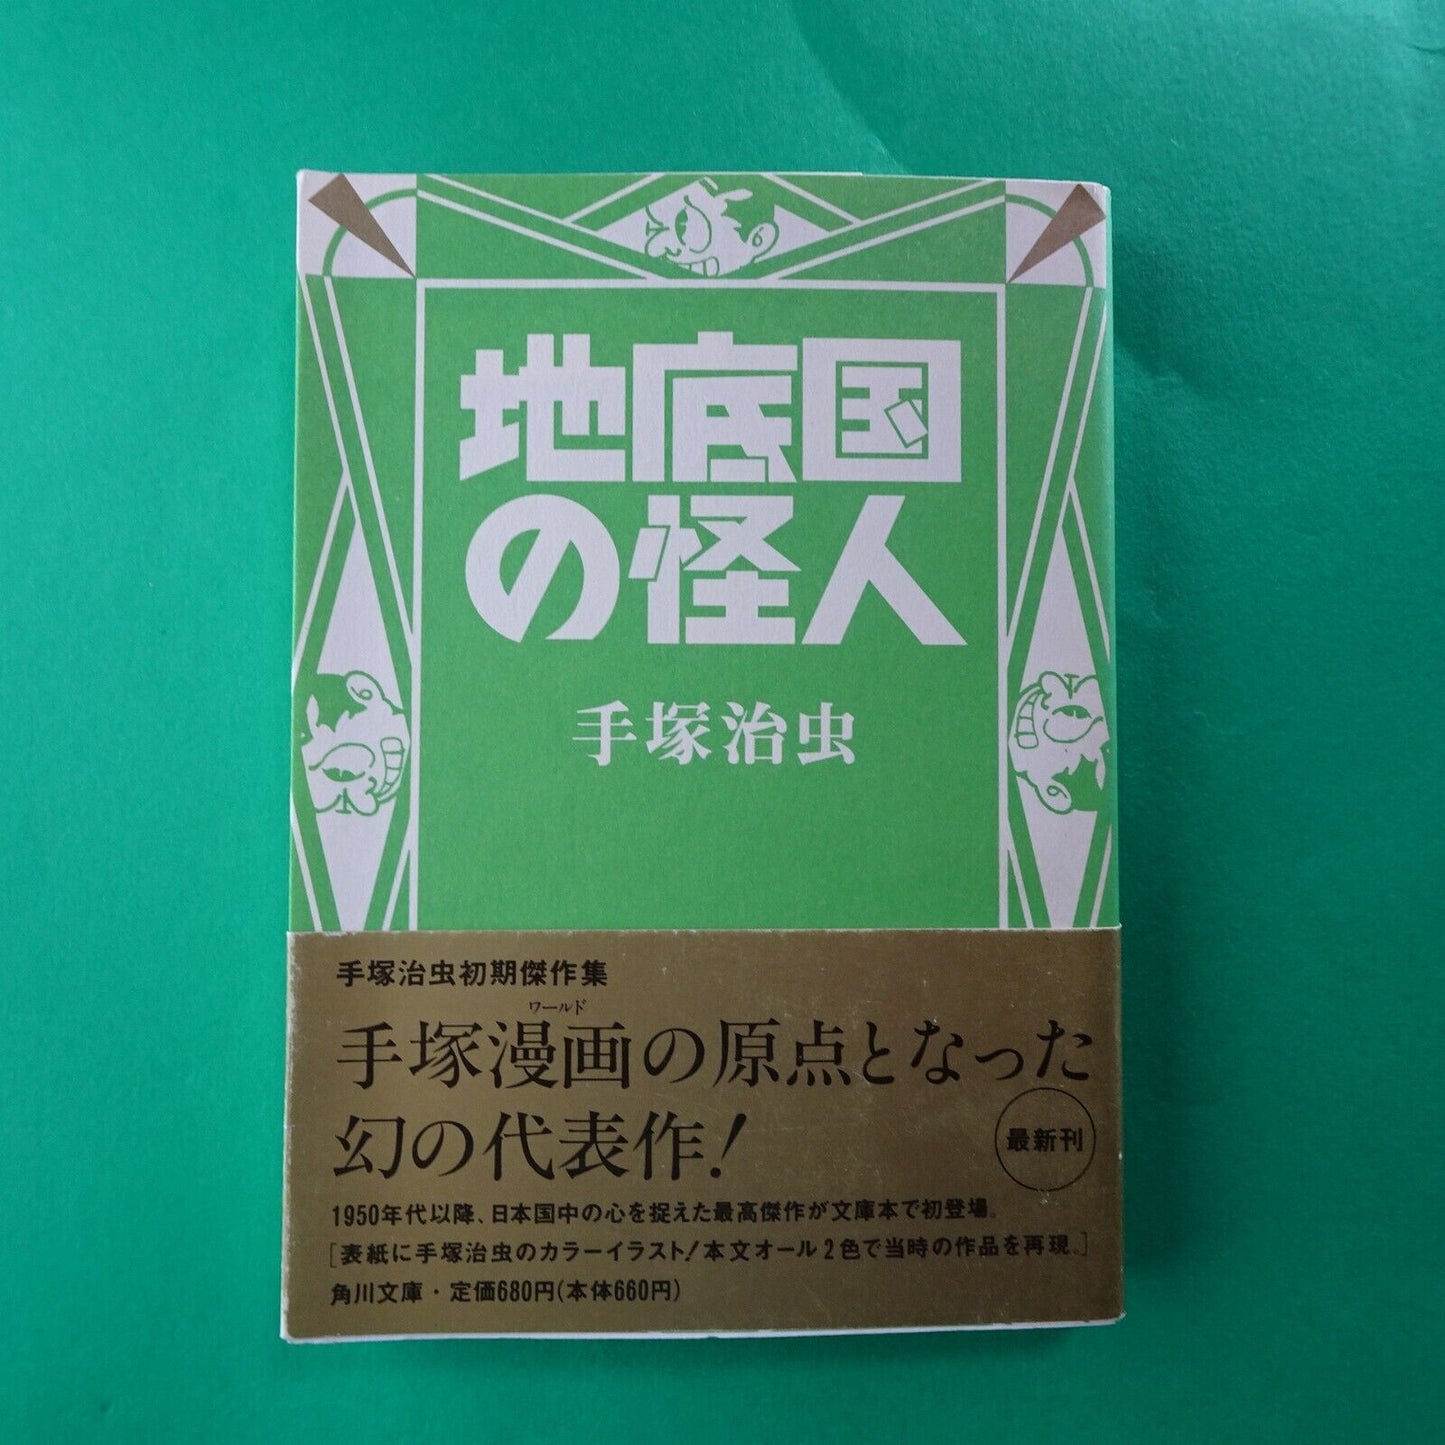 地底国
の怪人
手塚治虫
手塚治虫初期傑作集
ワールド
手塚漫画の原点となった
幻の代表作!
最新刊
1950年代以降、日本国中の心を捉えた最高傑作が文庫本で初登場。
[表紙に手塚治虫のカラーイラスト!本文オール2色で当時の作品を再現。]
角川文庫・定価680円(本体660円)